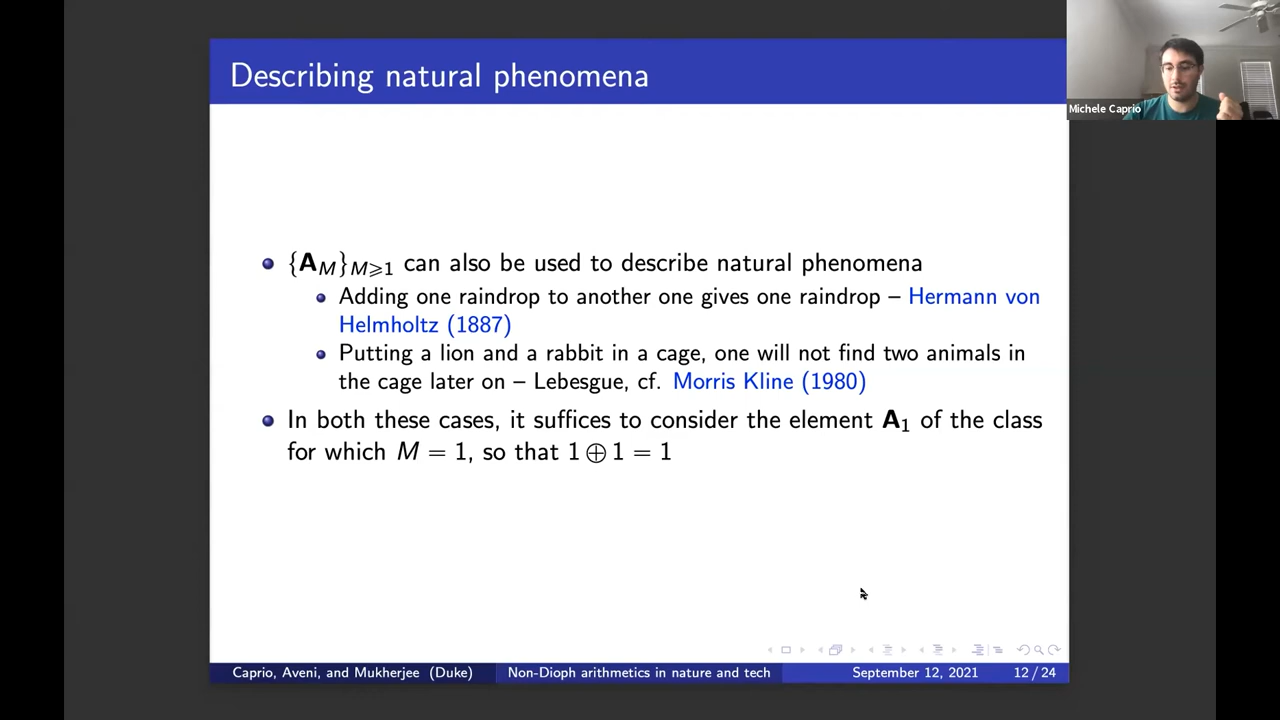 Describing natural phenomena
Michele Caprio
{A_M}_{M⩾1} can also be used to describe natural phenomena
Adding one raindrop to another one gives one raindrop – Hermann von
Helmholtz (1887)
Putting a lion and a rabbit in a cage, one will not find two animals in
the cage later on – Lebesgue, cf. Morris Kline (1980)
In both these cases, it suffices to consider the element A₁ of the class
for which M = 1, so that 1 ⊕ 1 = 1
Caprio, Aveni, and Mukherjee (Duke) Non-Dioph arithmetics in nature and tech September 12, 2021 12 / 24